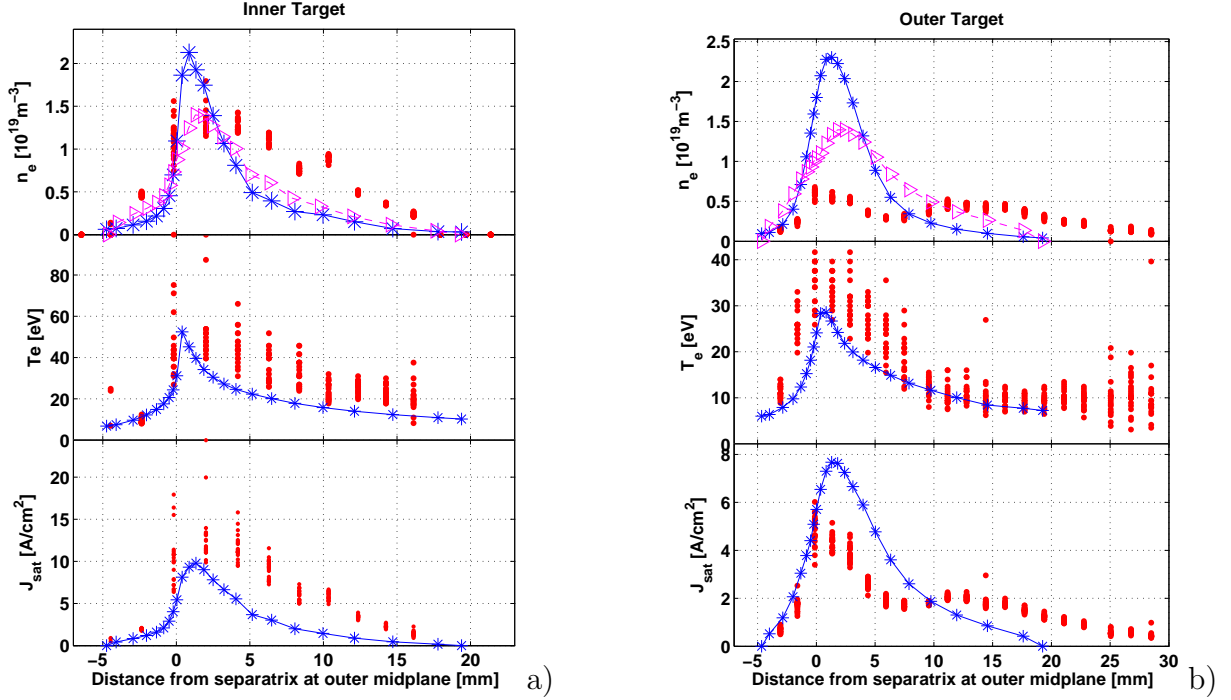 Inner Target
n_e [10^19 m^−3]
2
1.5
1
0.5
0
Te [eV]
80
60
40
20
0
J_sat [A/cm^2]
20
15
10
5
0
−5 0 5 10 15 20
Distance from separatrix at outer midplane [mm]
a)
Outer Target
n_e [10^19 m^−3]
2.5
2
1.5
1
0.5
0
T_e [eV]
40
30
20
10
0
J_sat [A/cm^2]
8
6
4
2
0
−5 0 5 10 15 20 25 30
Distance from separatrix at outer midplane [mm]
b)